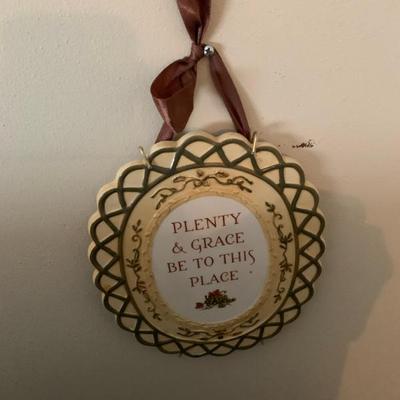 PLENTY
& GRACE
BE TO THIS
PLACE